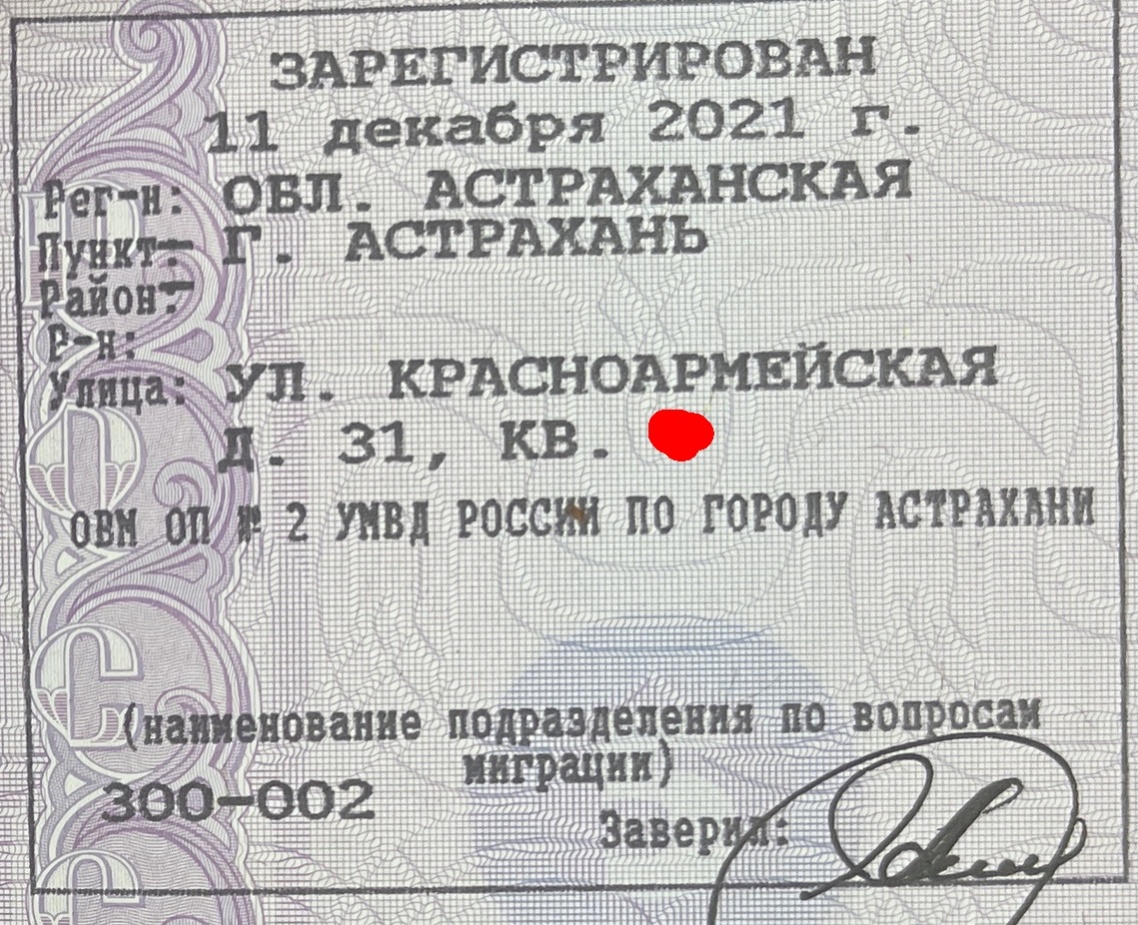 ЗАРЕГИСТРИРОВАН
11 декабря 2021 г.
Рег-н: ОБЛ. АСТРАХАНСКАЯ
Пункт: Г. АСТРАХАНЬ
Район:
Р-н:
Улица: УЛ. КРАСНОАРМЕЙСКАЯ
Д. 31, КВ.
ОВМ ОП № 2 УМВД РОССИИ ПО ГОРОДУ АСТРАХАНИ
(наименование подразделения по вопросам
миграции)
300-002
Заверил: